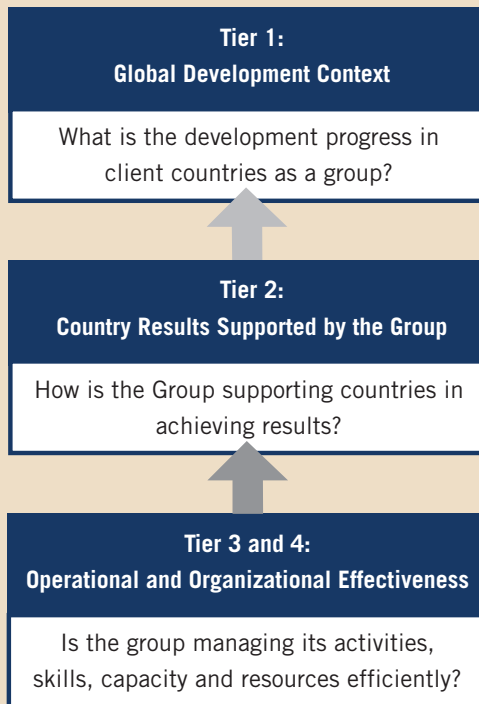 Tier 1:
Global Development Context
What is the development progress in
client countries as a group?
Tier 2:
Country Results Supported by the Group
How is the Group supporting countries in
achieving results?
Tier 3 and 4:
Operational and Organizational Effectiveness
Is the group managing its activities,
skills, capacity and resources efficiently?